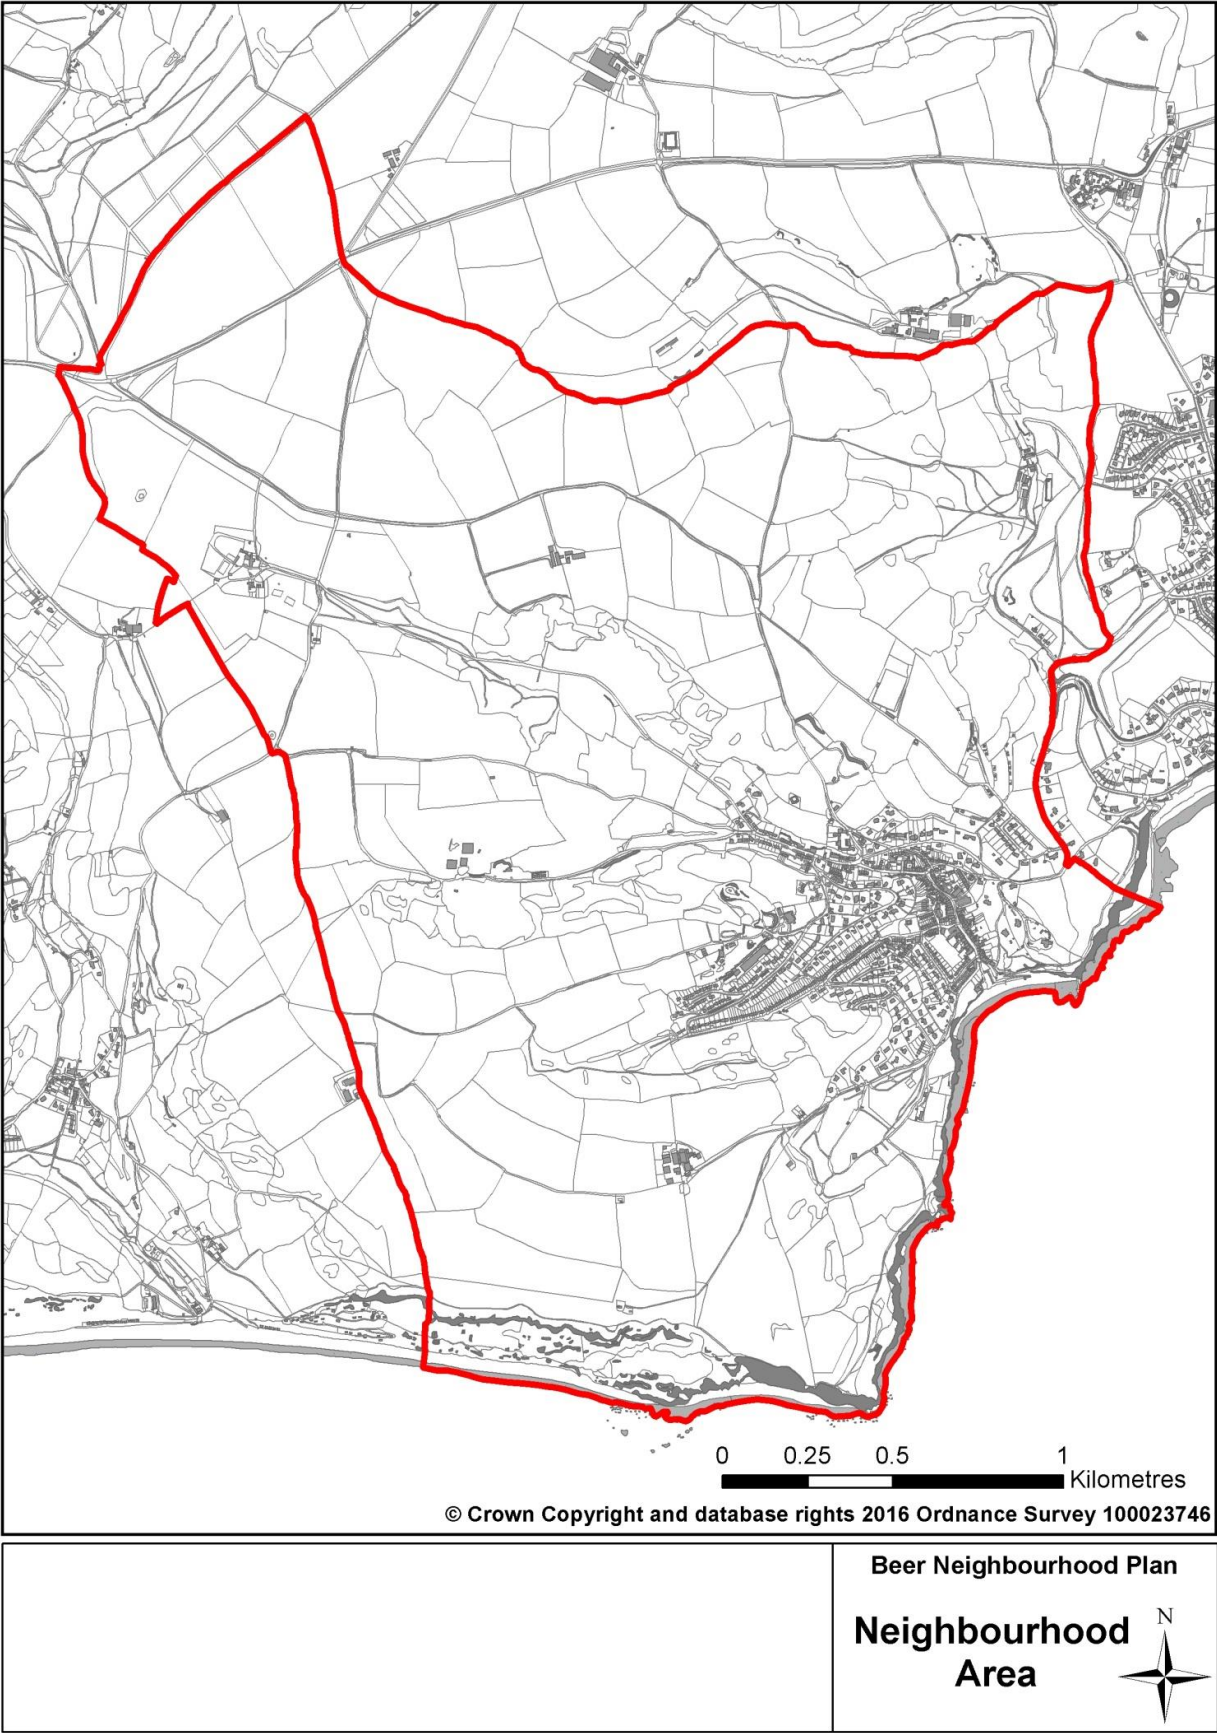 0 0.25 0.5 1
Kilometres
© Crown Copyright and database rights 2016 Ordnance Survey 100023746
Beer Neighbourhood Plan
Neighbourhood
Area
N